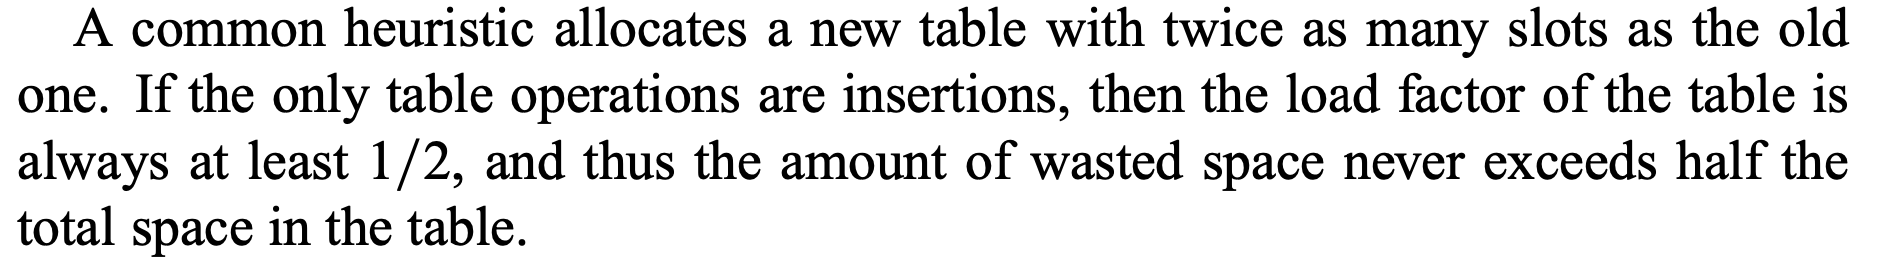 A common heuristic allocates a new table with twice as many slots as the old
one. If the only table operations are insertions, then the load factor of the table is
always at least 1/2, and thus the amount of wasted space never exceeds half the
total space in the table.